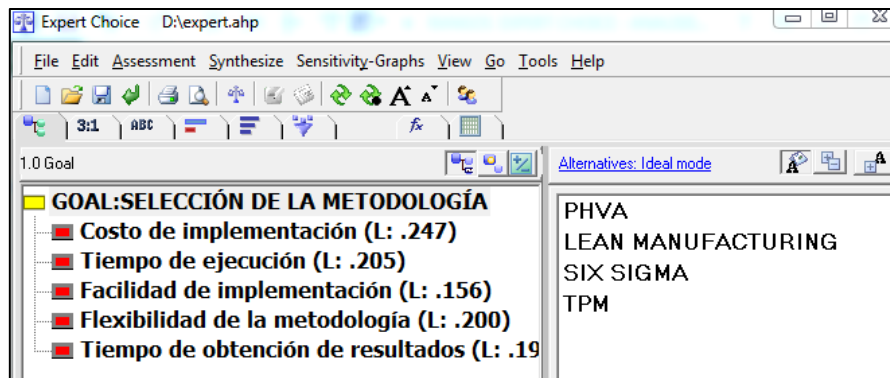 Expert Choice D:\expert.ahp
File Edit Assessment Synthesize Sensitivity-Graphs View Go Tools Help
3:1 ABC fx
1.0 Goal
Alternatives: Ideal mode
GOAL:SELECCIÓN DE LA METODOLOGÍA
Costo de implementación (L: .247)
Tiempo de ejecución (L: .205)
Facilidad de implementación (L: .156)
Flexibilidad de la metodología (L: .200)
Tiempo de obtención de resultados (L: .19
PHVA
LEAN MANUFACTURING
SIX SIGMA
TPM